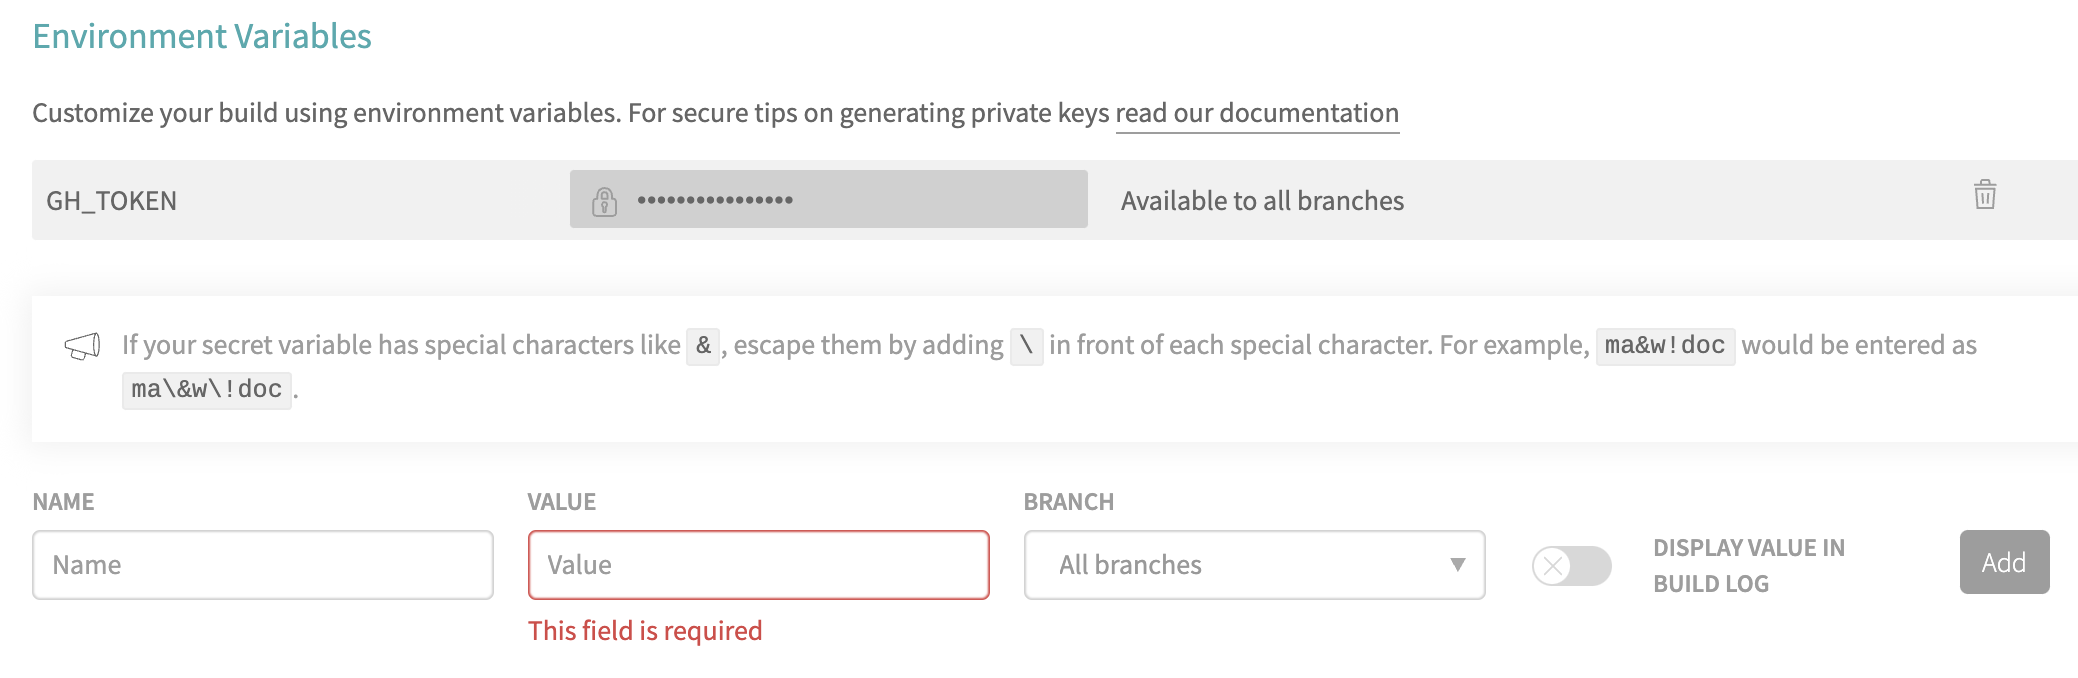 Environment Variables
Customize your build using environment variables. For secure tips on generating private keys read our documentation
GH_TOKEN •••••••••••••••• Available to all branches
If your secret variable has special characters like & , escape them by adding \ in front of each special character. For example, ma&w!doc would be entered as
ma\&w\!doc .
NAME VALUE BRANCH
Name Value All branches DISPLAY VALUE IN BUILD LOG Add
This field is required